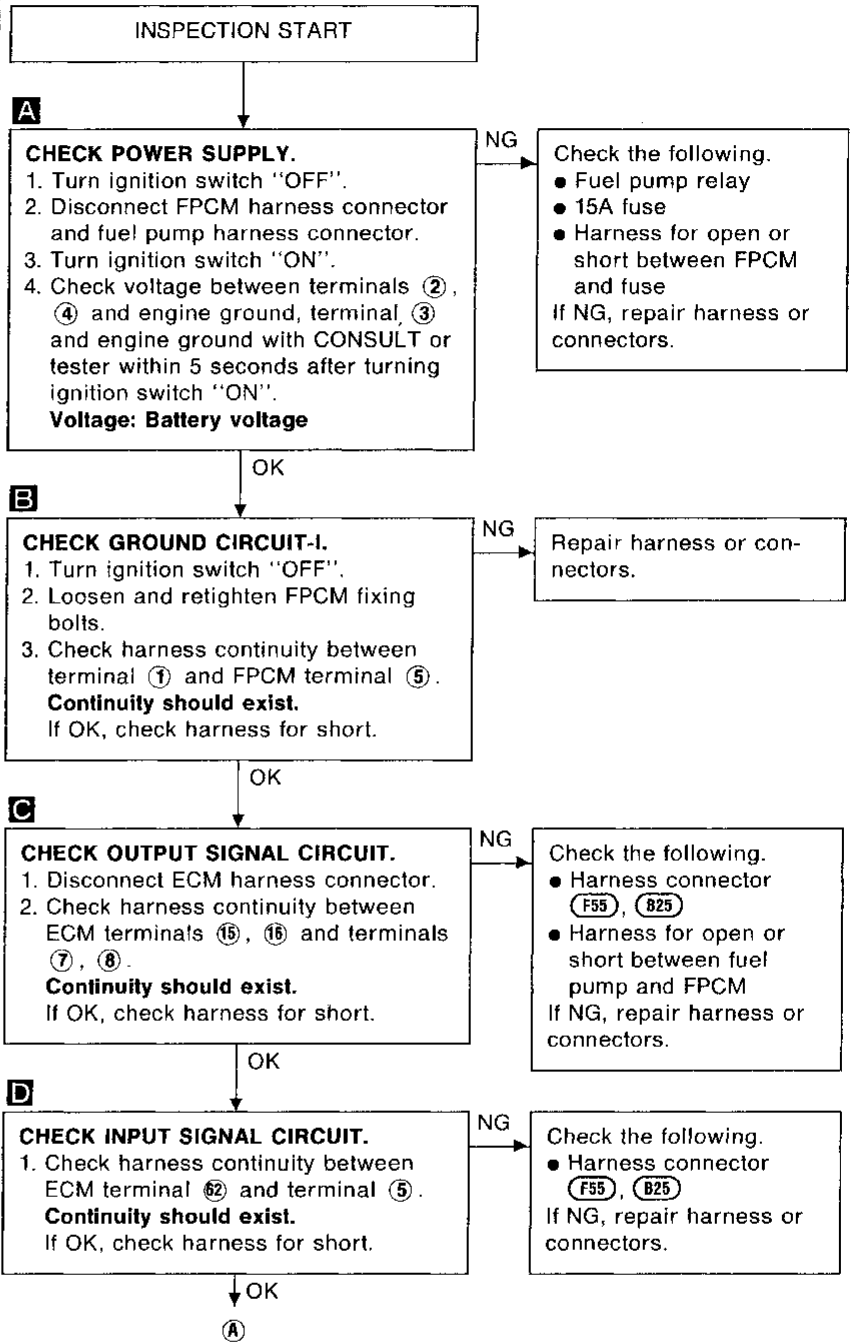 INSPECTION START
A
CHECK POWER SUPPLY.
1. Turn ignition switch "OFF".
2. Disconnect FPCM harness connector
and fuel pump harness connector.
3. Turn ignition switch "ON".
4. Check voltage between terminals ②,
④ and engine ground, terminal ③
and engine ground with CONSULT or
tester within 5 seconds after turning
ignition switch "ON".
Voltage: Battery voltage
NG
Check the following.
● Fuel pump relay
● 15A fuse
● Harness for open or
short between FPCM
and fuse
If NG, repair harness or
connectors.
OK
B
CHECK GROUND CIRCUIT-I.
1. Turn ignition switch "OFF".
2. Loosen and retighten FPCM fixing
bolts.
3. Check harness continuity between
terminal ① and FPCM terminal ⑤.
Continuity should exist.
If OK, check harness for short.
NG
Repair harness or con-
nectors.
OK
C
CHECK OUTPUT SIGNAL CIRCUIT.
1. Disconnect ECM harness connector.
2. Check harness continuity between
ECM terminals ⑮, ⑯ and terminals
⑦, ⑧.
Continuity should exist.
If OK, check harness for short.
NG
Check the following.
● Harness connector
F55, B25
● Harness for open or
short between fuel
pump and FPCM
If NG, repair harness or
connectors.
OK
D
CHECK INPUT SIGNAL CIRCUIT.
1. Check harness continuity between
ECM terminal 62 and terminal ⑤.
Continuity should exist.
If OK, check harness for short.
NG
Check the following.
● Harness connector
F55, B25
If NG, repair harness or
connectors.
OK
Ⓐ